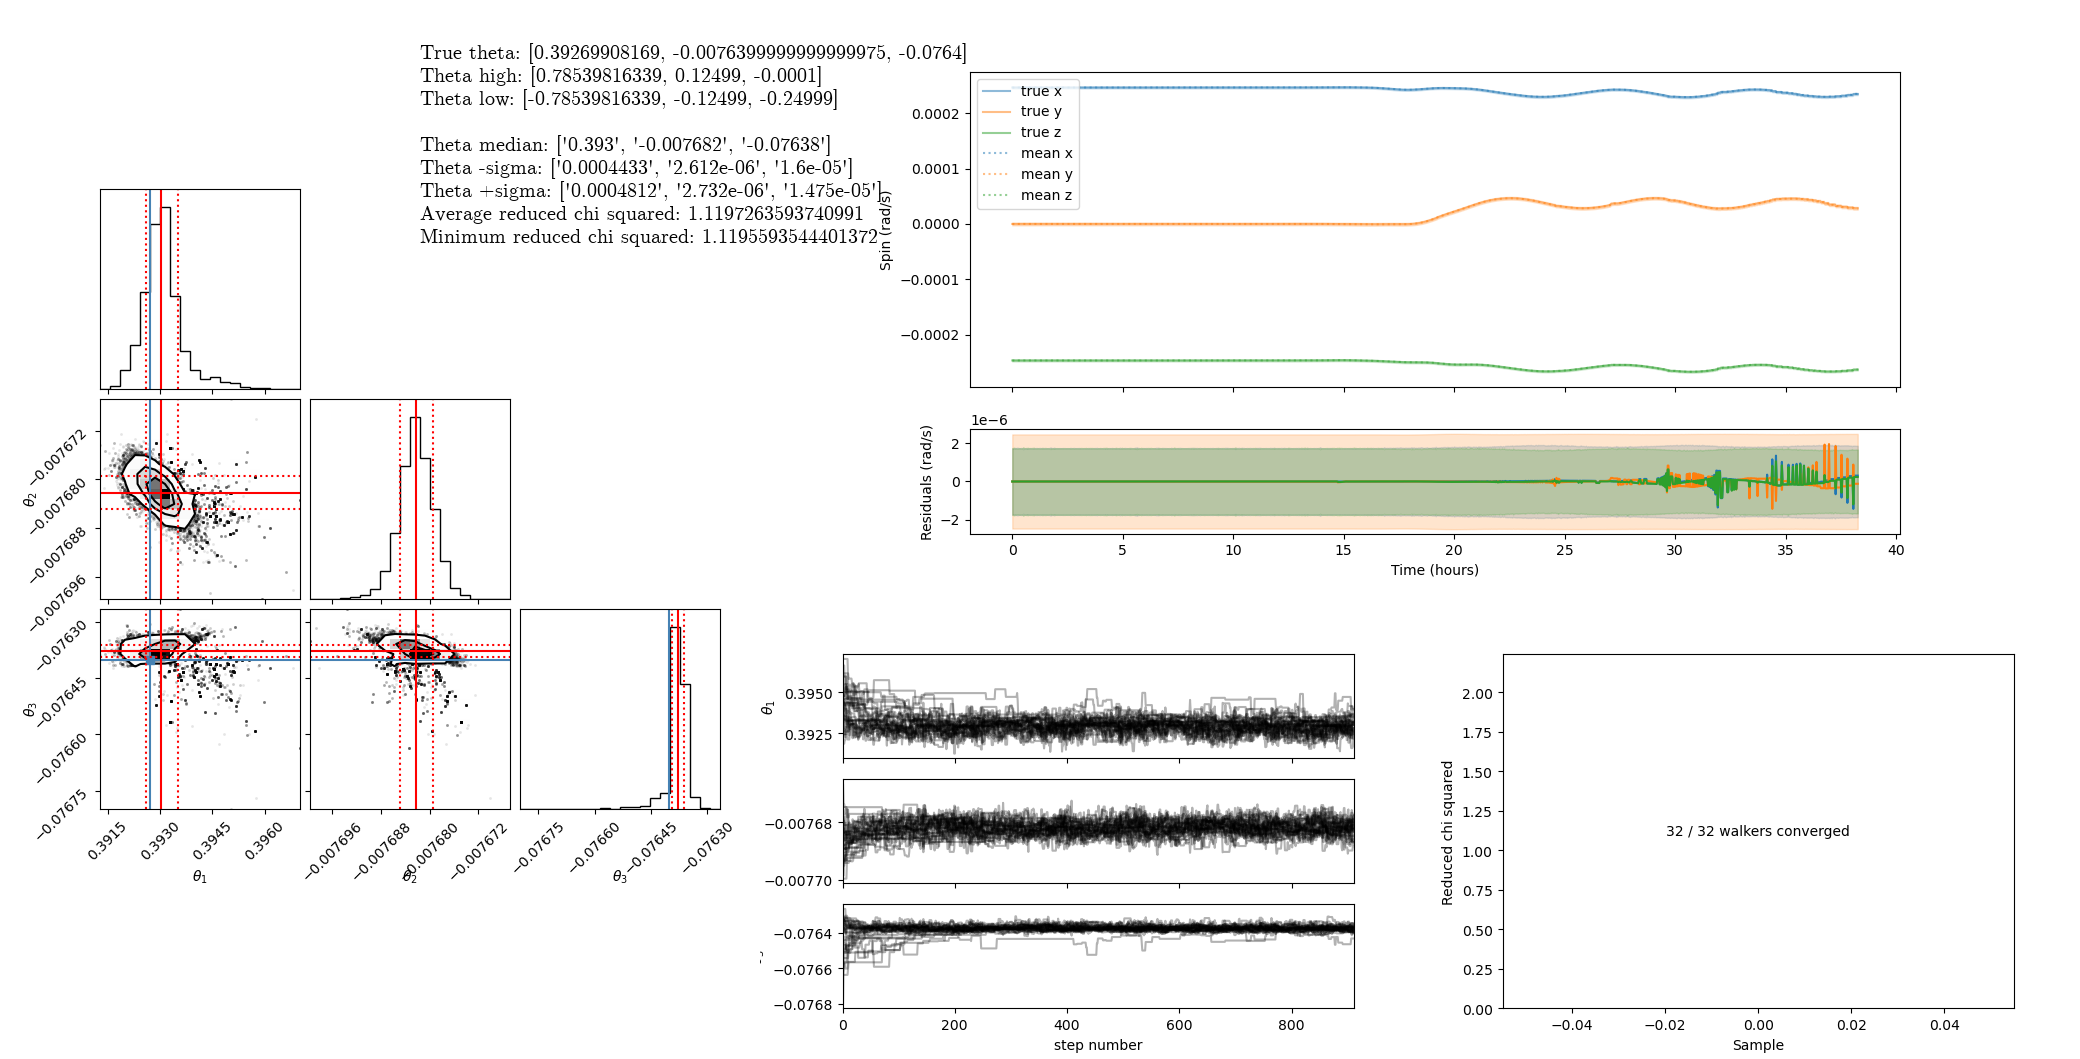 True theta: [0.39269908169, -0.0076399999999999975, -0.0764]
Theta high: [0.78539816339, 0.12499, -0.0001]
Theta low: [-0.78539816339, -0.12499, -0.24999]
Theta median: ['0.393', '-0.007682', '-0.07638']
Theta -sigma: ['0.0004433', '2.612e-06', '1.6e-05']
Theta +sigma: ['0.0004812', '2.732e-06', '1.475e-05']
Average reduced chi squared: 1.1197263593740991
Minimum reduced chi squared: 1.1195593544401372
true x
true y
true z
mean x
mean y
mean z
Spin (rad/s)
0.0002
0.0001
0.0000
−0.0001
−0.0002
1e−6
Residuals (rad/s)
2
0
−2
0
5
10
15
20
25
30
35
40
Time (hours)
θ2
−0.007672
−0.007680
−0.007688
−0.007696
θ3
−0.07630
−0.07645
−0.07660
−0.07675
0.3915
0.3930
0.3945
0.3960
θ1
−0.007696
−0.007688
−0.007680
−0.007672
θ2
−0.07675
−0.07660
−0.07645
−0.07630
θ3
θ1
0.3950
0.3925
−0.00768
−0.00770
−0.0764
−0.0766
−0.0768
0
200
400
600
800
step number
Reduced chi squared
2.00
1.75
1.50
1.25
1.00
0.75
0.50
0.25
0.00
32 / 32 walkers converged
−0.04
−0.02
0.00
0.02
0.04
Sample